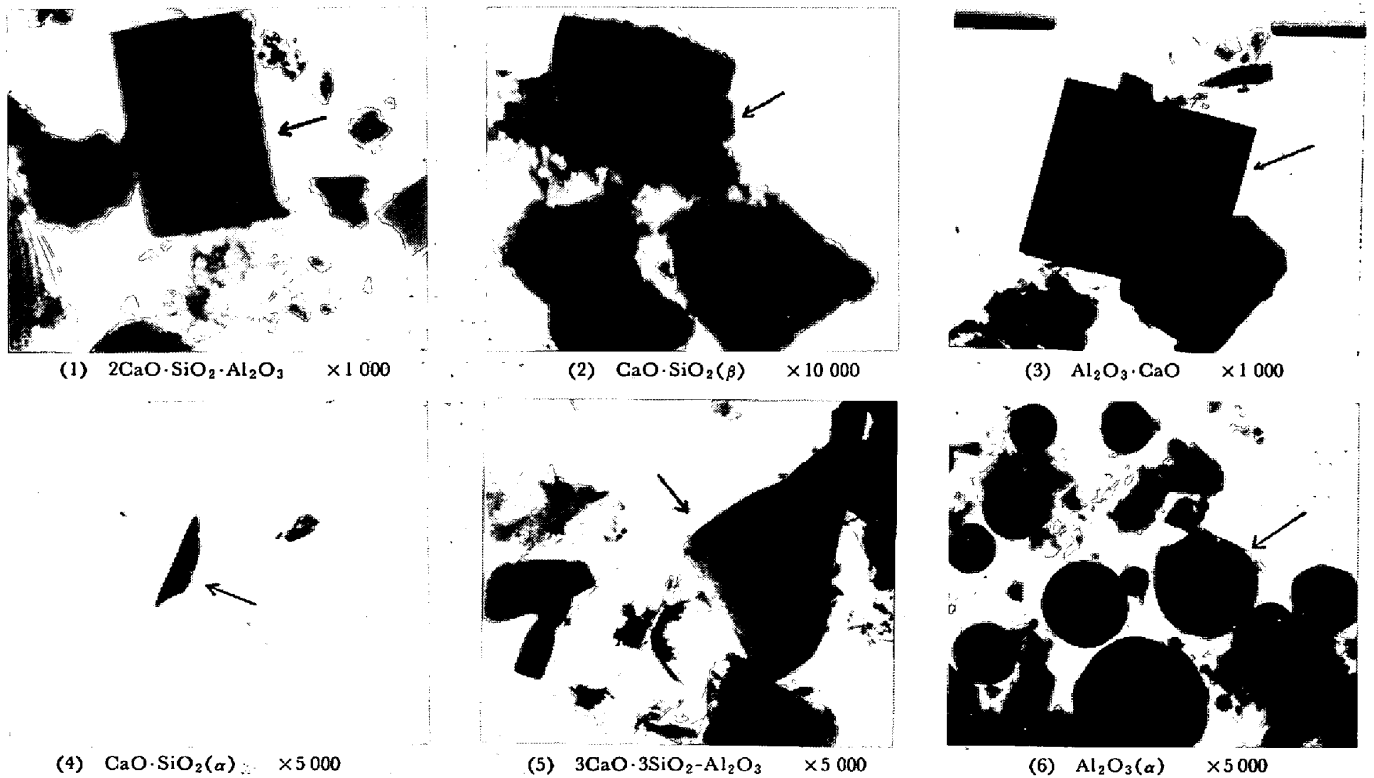 (1) 2CaO·SiO₂·Al₂O₃ ×1 000
(2) CaO·SiO₂(β) ×10 000
(3) Al₂O₃·CaO ×1 000
(4) CaO·SiO₂(α) ×5 000
(5) 3CaO·3SiO₂-Al₂O₃ ×5 000
(6) Al₂O₃(α) ×5 000